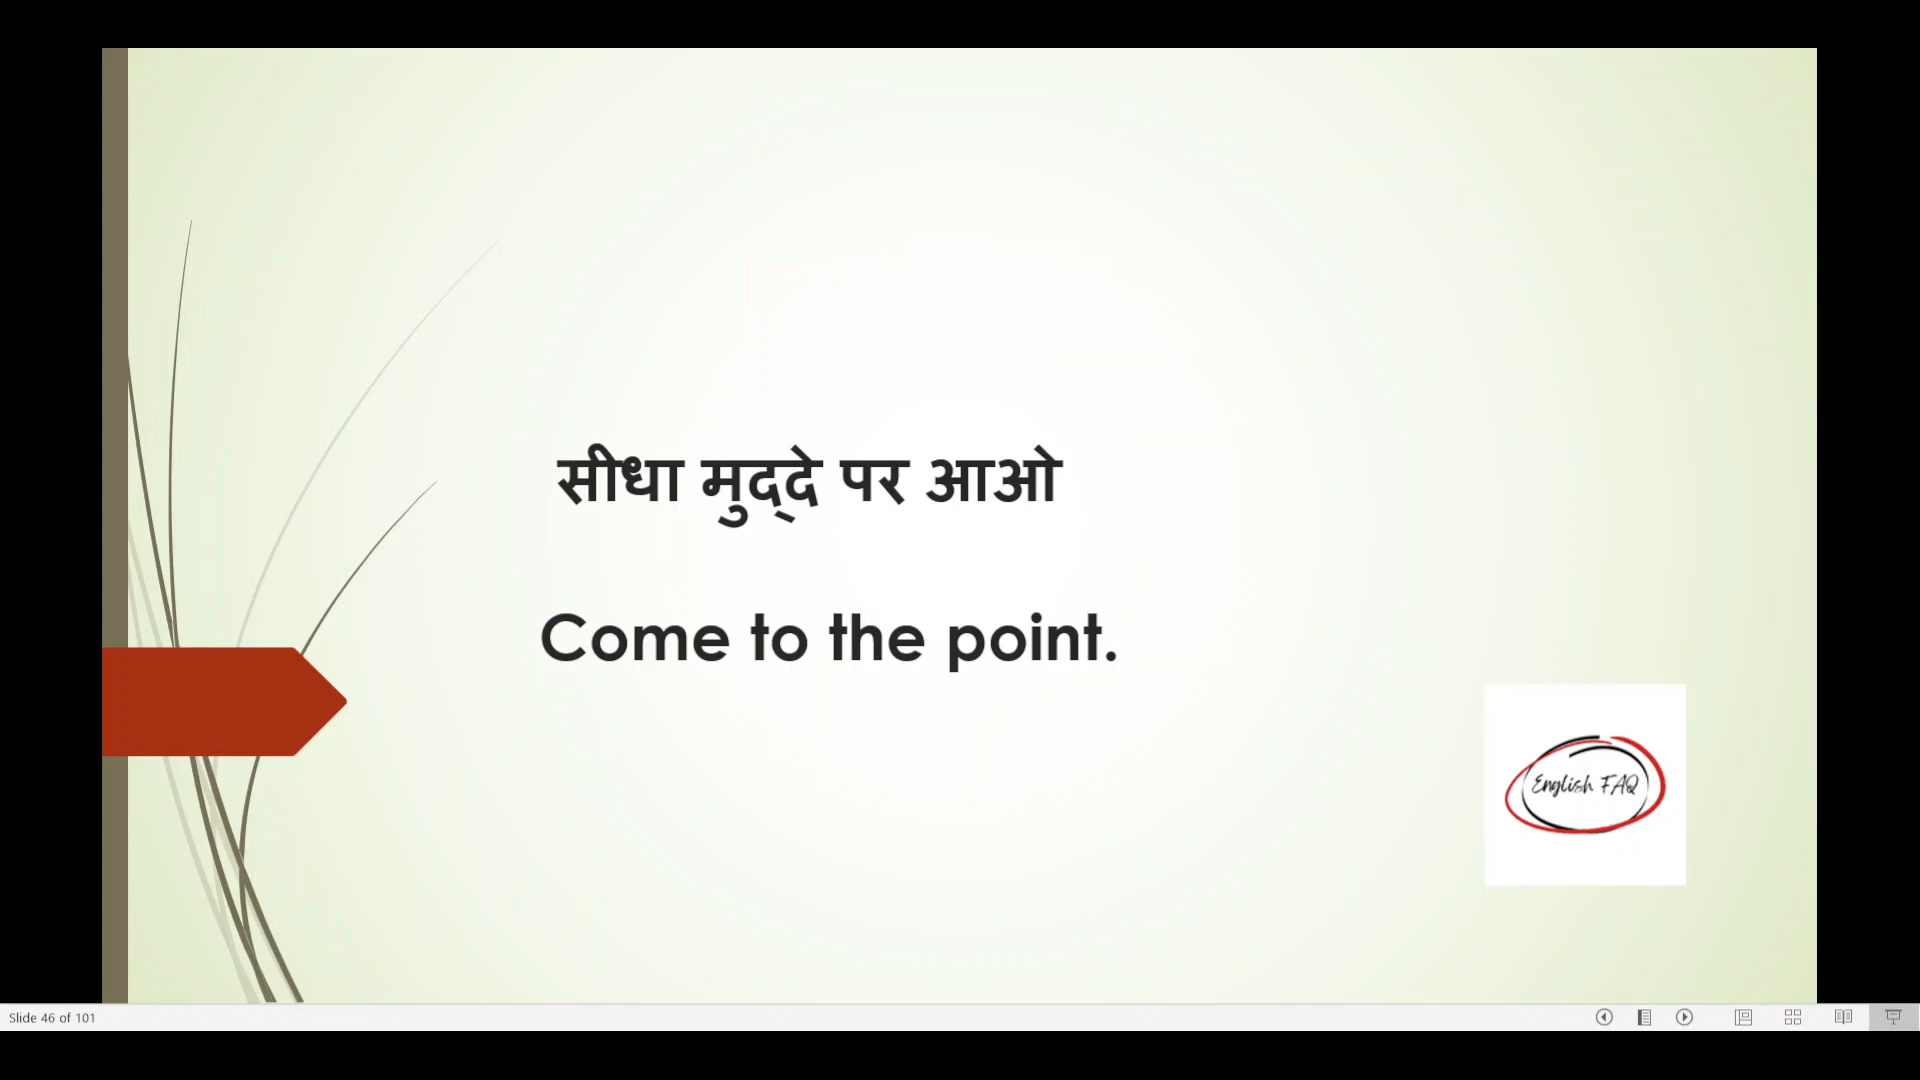 सीधा मुद्दे पर आओ
Come to the point.
English FAQ
Slide 46 of 101